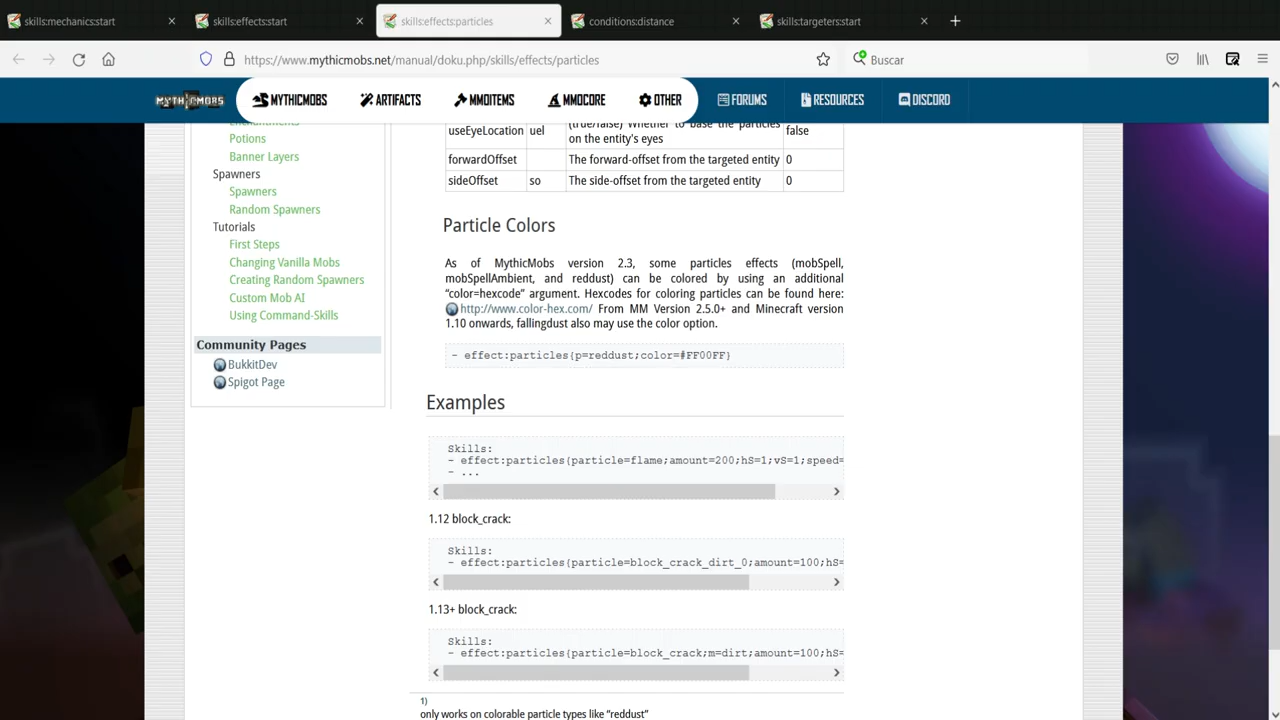 skills:mechanics:start
skills:effects:start
skills:effects:particles
conditions:distance
skills:targeters:start
https://www.mythicmobs.net/manual/doku.php/skills/effects/particles
Buscar
MYTHICMOBS
MYTHICMOBS
ARTIFACTS
MMOITEMS
MMOCORE
OTHER
FORUMS
RESOURCES
DISCORD
Enchantments
Potions
Banner Layers
Spawners
Spawners
Random Spawners
Tutorials
First Steps
Changing Vanilla Mobs
Creating Random Spawners
Custom Mob AI
Using Command-Skills
Community Pages
BukkitDev
Spigot Page
useEyeLocation uel (true/false) Whether to base the particles on the entity's eyes false
forwardOffset The forward-offset from the targeted entity 0
sideOffset so The side-offset from the targeted entity 0
Particle Colors
As of MythicMobs version 2.3, some particles effects (mobSpell,
mobSpellAmbient, and reddust) can be colored by using an additional
“color=hexcode” argument. Hexcodes for coloring particles can be found here:
http://www.color-hex.com/ From MM Version 2.5.0+ and Minecraft version
1.10 onwards, fallingdust also may use the color option.
- effect:particles{p=reddust;color=#FF00FF}
Examples
Skills:
- effect:particles{particle=flame;amount=200;hS=1;vS=1;speed=
- ...
1.12 block_crack:
Skills:
- effect:particles{particle=block_crack_dirt_0;amount=100;hS=
1.13+ block_crack:
Skills:
- effect:particles{particle=block_crack;m=dirt;amount=100;hS=
1)
only works on colorable particle types like “reddust”